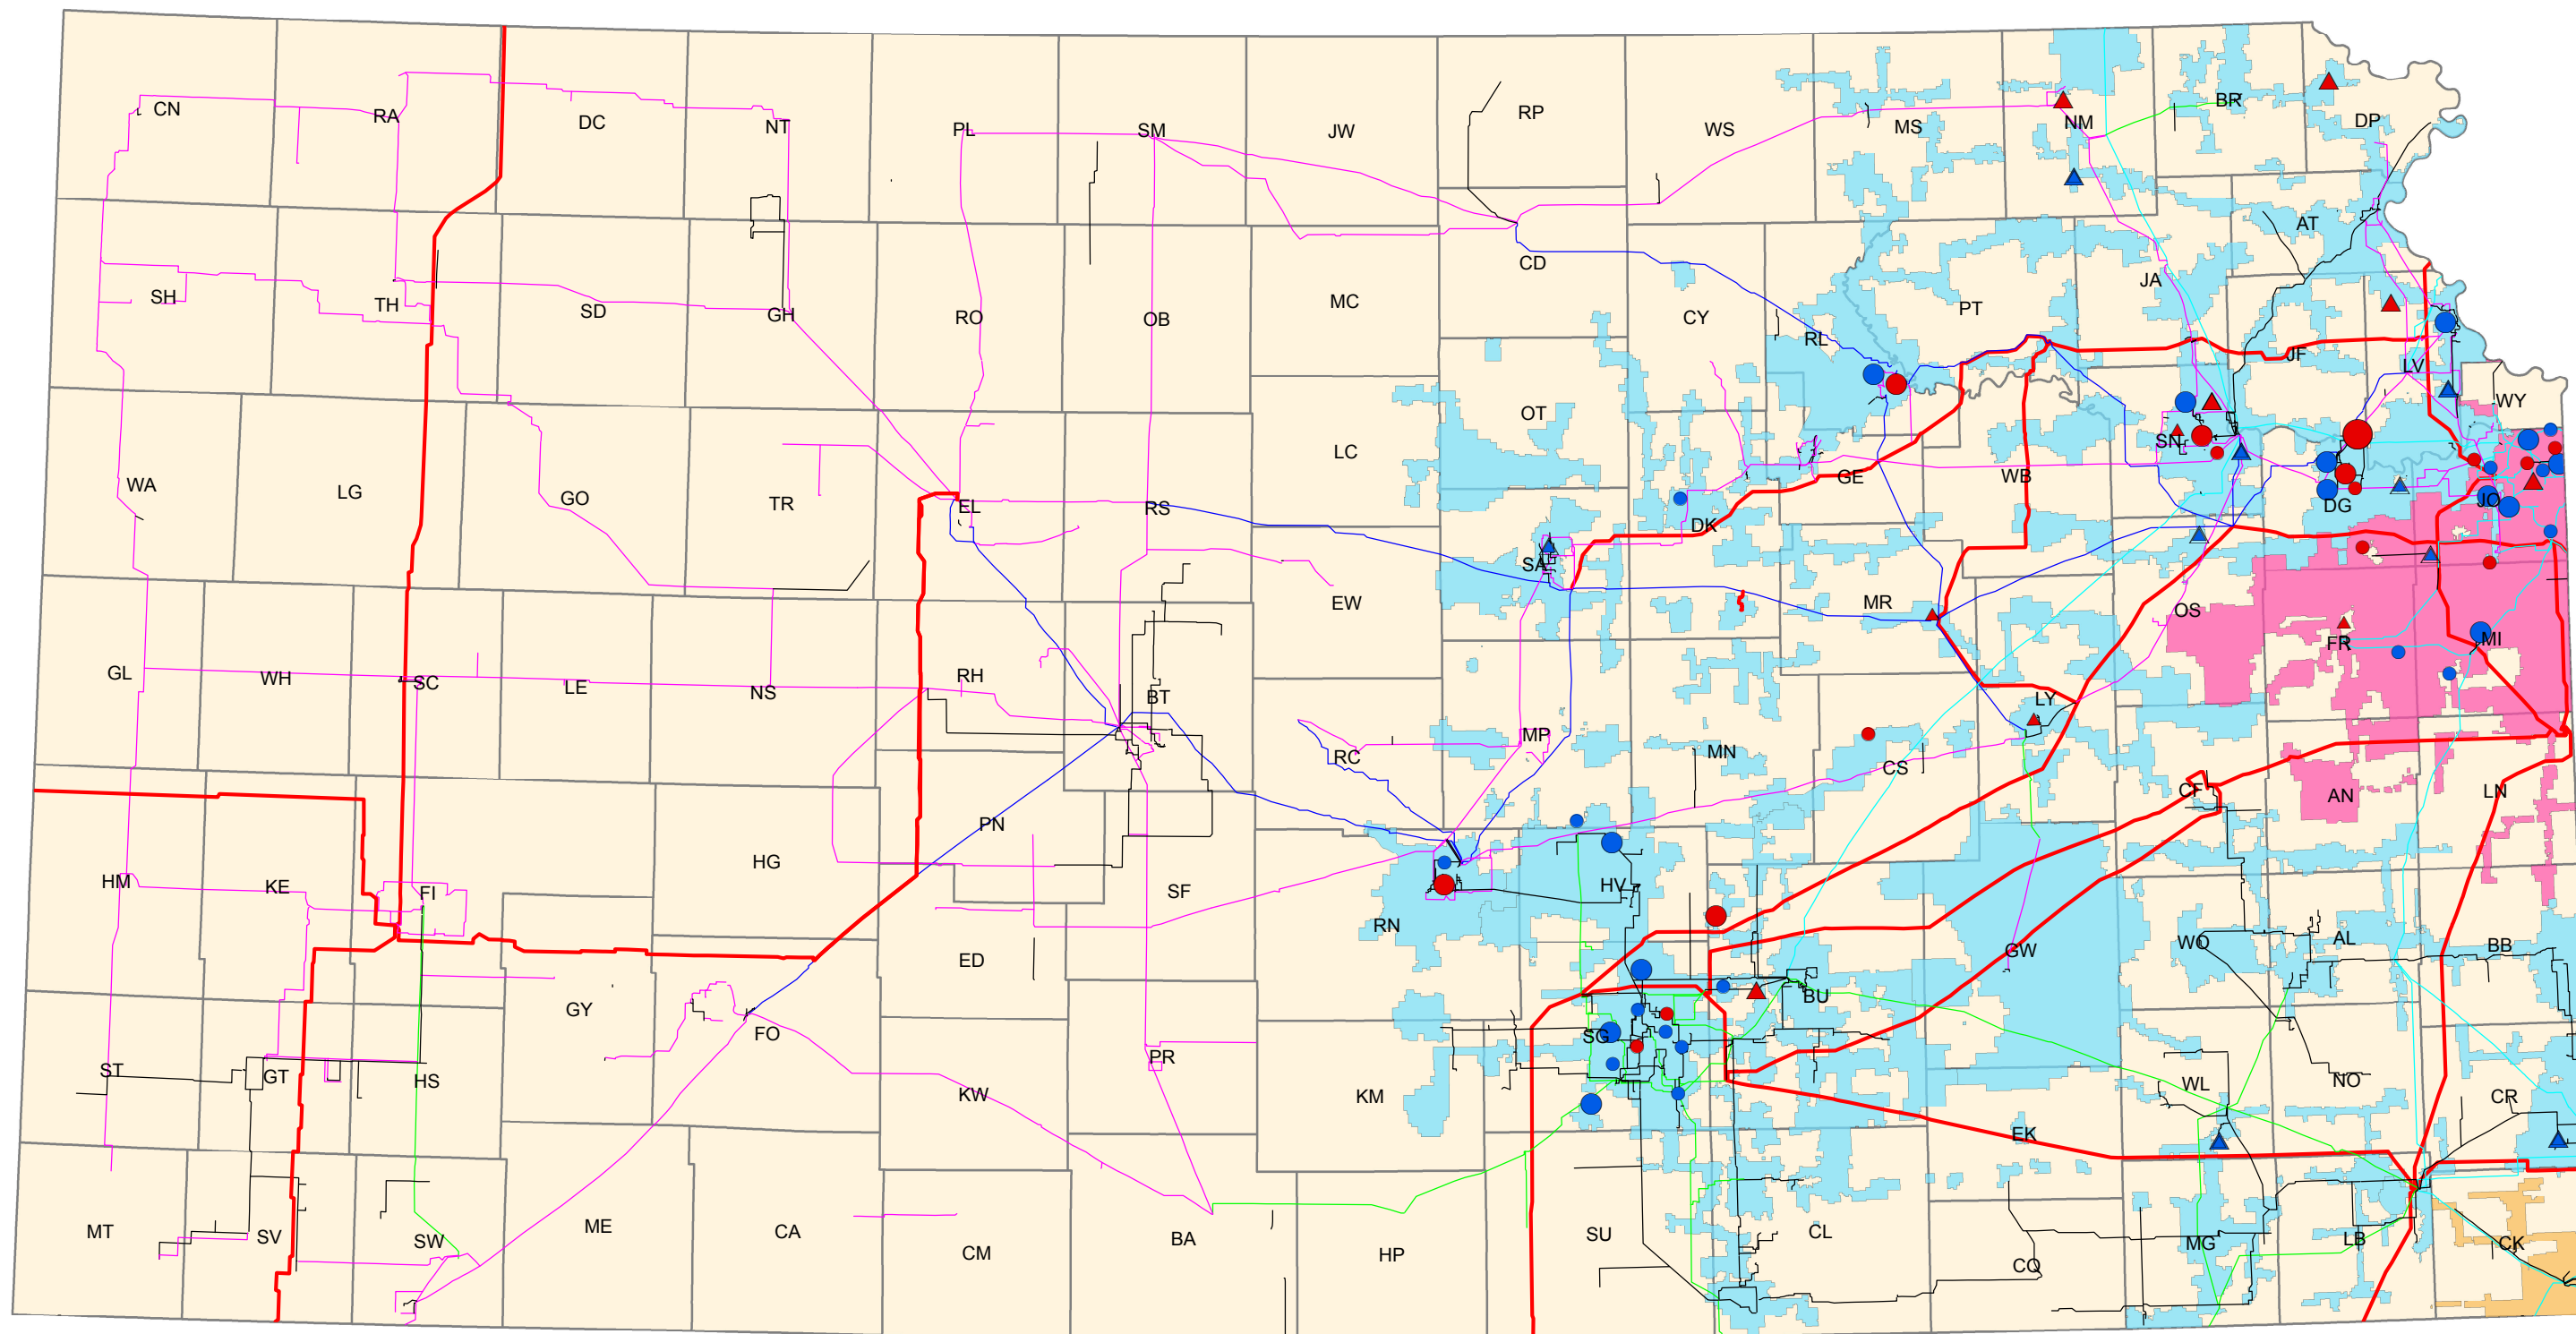 CN
RA
DC
NT
PL
SM
JW
RP
WS
MS
NM
BR
DP
SH
TH
SD
GH
RO
OB
MC
CD
CY
RL
PT
JA
AT
JF
LV
WY
WA
LG
GO
TR
EL
RS
LC
OT
SA
DK
GE
WB
SN
DG
JO
GL
WH
SC
LE
NS
RH
BT
EW
RC
MP
MR
MN
CS
LY
OS
FR
MI
HM
KE
FI
HG
PN
SF
RN
HV
CF
AN
LN
ED
GY
FO
ST
GT
HS
KW
PR
KM
SG
BU
GW
WO
AL
BB
WL
NO
CR
EK
MT
SV
SW
ME
CA
CM
BA
HP
SU
CL
CQ
MG
LB
CK